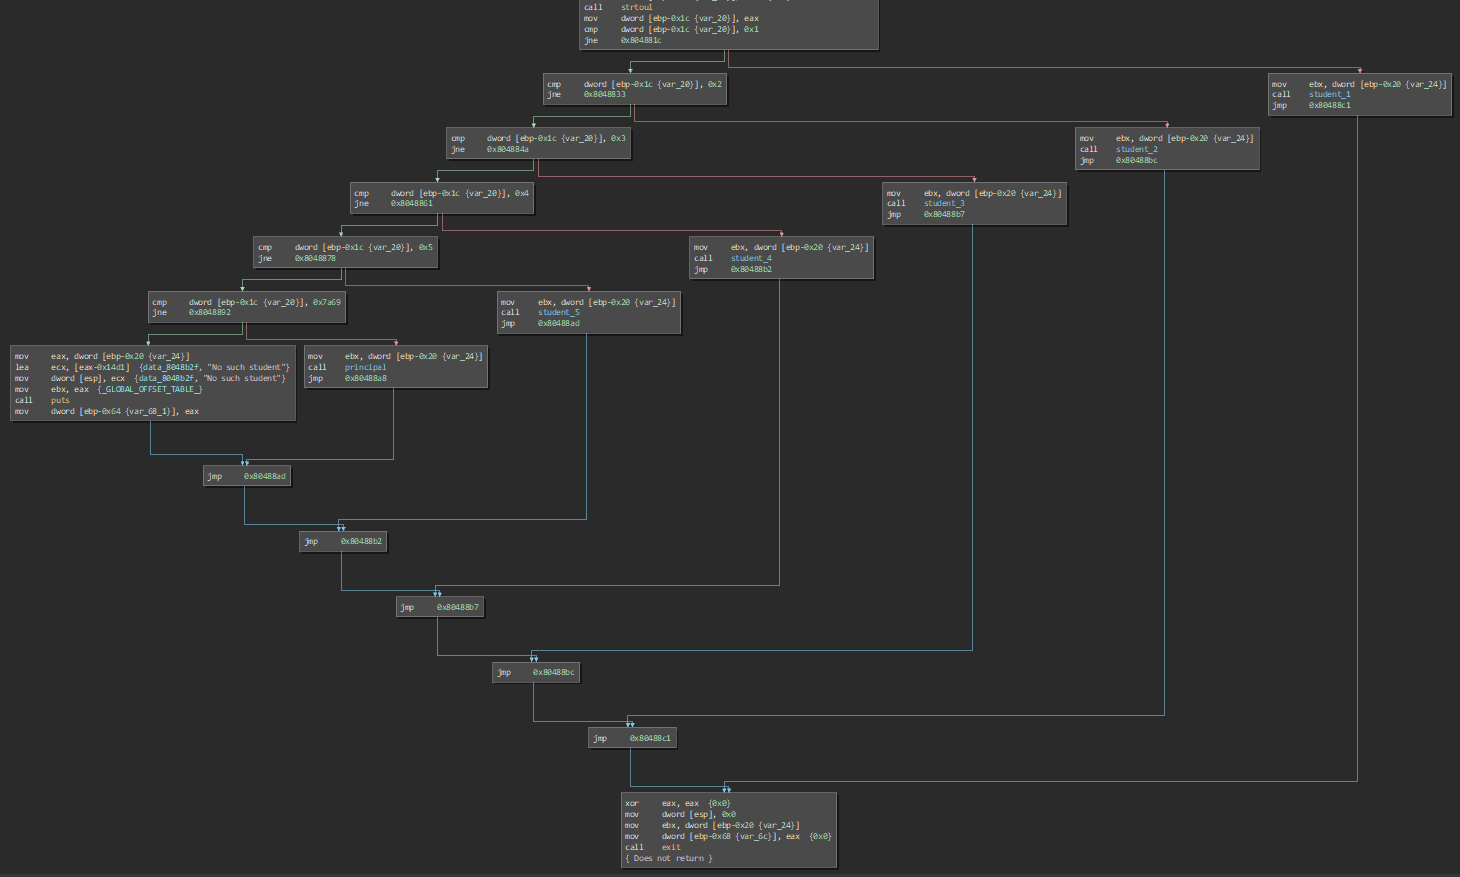 call strtoul
mov dword [ebp-0x1c {var_20}], eax
cmp dword [ebp-0x1c {var_20}], 0x1
jne 0x804881c
cmp dword [ebp-0x1c {var_20}], 0x2
jne 0x8048833
mov ebx, dword [ebp-0x20 {var_24}]
call student_1
jmp 0x80488c1
cmp dword [ebp-0x1c {var_20}], 0x3
jne 0x804884a
mov ebx, dword [ebp-0x20 {var_24}]
call student_2
jmp 0x80488bc
cmp dword [ebp-0x1c {var_20}], 0x4
jne 0x8048861
mov ebx, dword [ebp-0x20 {var_24}]
call student_3
jmp 0x80488b7
cmp dword [ebp-0x1c {var_20}], 0x5
jne 0x8048878
mov ebx, dword [ebp-0x20 {var_24}]
call student_4
jmp 0x80488b2
cmp dword [ebp-0x1c {var_20}], 0x7a69
jne 0x8048892
mov ebx, dword [ebp-0x20 {var_24}]
call student_5
jmp 0x80488ad
mov eax, dword [ebp-0x20 {var_24}]
lea ecx, [eax-0x14d1] {data_8048b2f, "No such student"}
mov dword [esp], ecx {data_8048b2f, "No such student"}
mov ebx, eax {_GLOBAL_OFFSET_TABLE_}
call puts
mov dword [ebp-0x64 {var_68_1}], eax
mov ebx, dword [ebp-0x20 {var_24}]
call principal
jmp 0x80488a8
jmp 0x80488ad
jmp 0x80488b2
jmp 0x80488b7
jmp 0x80488bc
jmp 0x80488c1
xor eax, eax {0x0}
mov dword [esp], 0x0
mov ebx, dword [ebp-0x20 {var_24}]
mov dword [ebp-0x68 {var_6c}], eax {0x0}
call exit
{ Does not return }